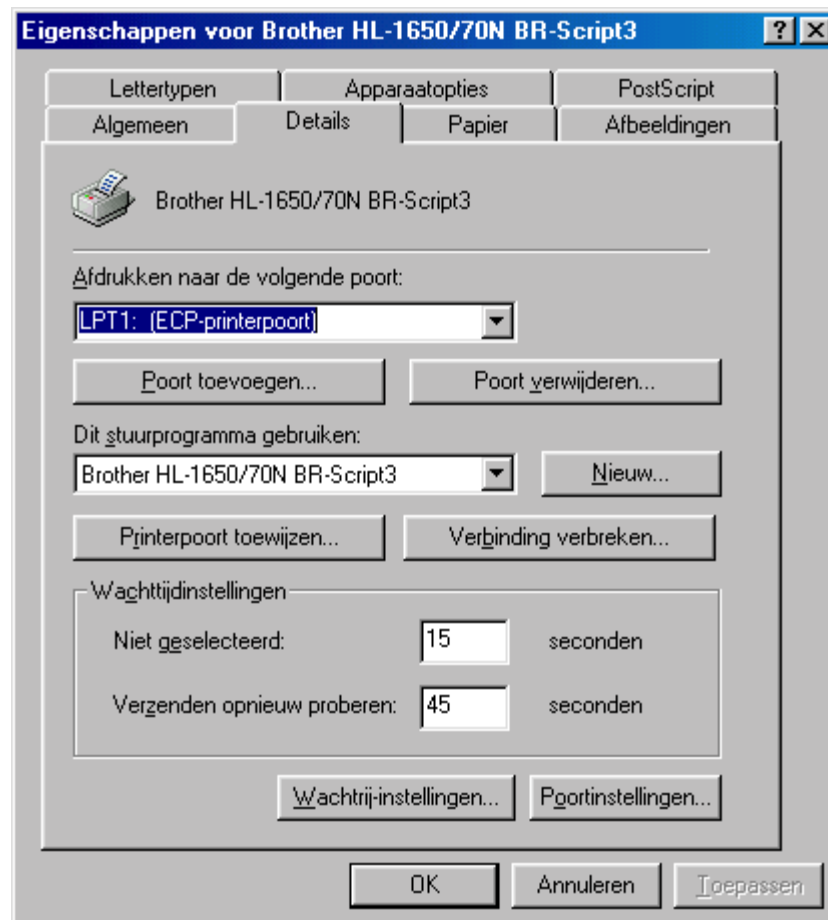 Eigenschappen voor Brother HL-1650/70N BR-Script3
Lettertypen Apparaatopties PostScript
Algemeen Details Papier Afbeeldingen
Brother HL-1650/70N BR-Script3
Afdrukken naar de volgende poort:
LPT1: (ECP-printerpoort)
Poort toevoegen... Poort verwijderen...
Dit stuurprogramma gebruiken:
Brother HL-1650/70N BR-Script3 Nieuw...
Printerpoort toewijzen... Verbinding verbreken...
Wachttijdinstellingen
Niet geselecteerd: 15 seconden
Verzenden opnieuw proberen: 45 seconden
Wachtrij-instellingen... Poortinstellingen...
OK Annuleren Toepassen